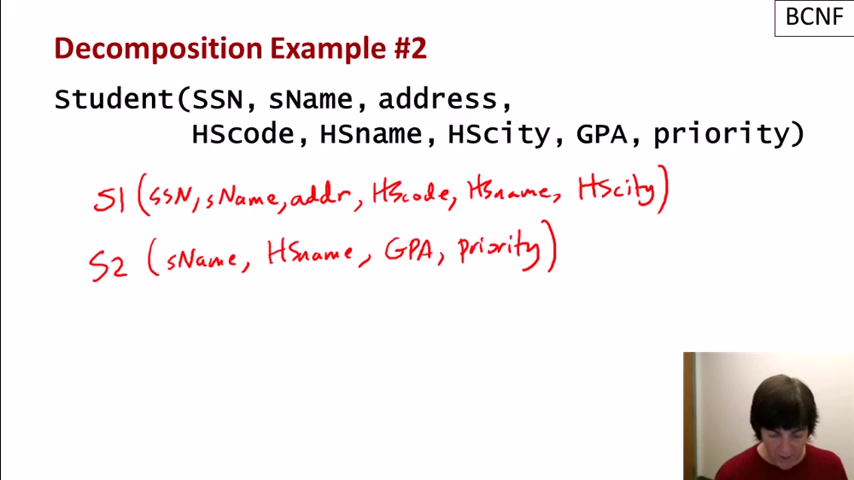 BCNF
Decomposition Example #2
Student(SSN, sName, address,
HScode, HSname, HScity, GPA, priority)
S1 (SSN, sName, addr, HScode, HSname, HScity)
S2 (sName, HSname, GPA, priority)